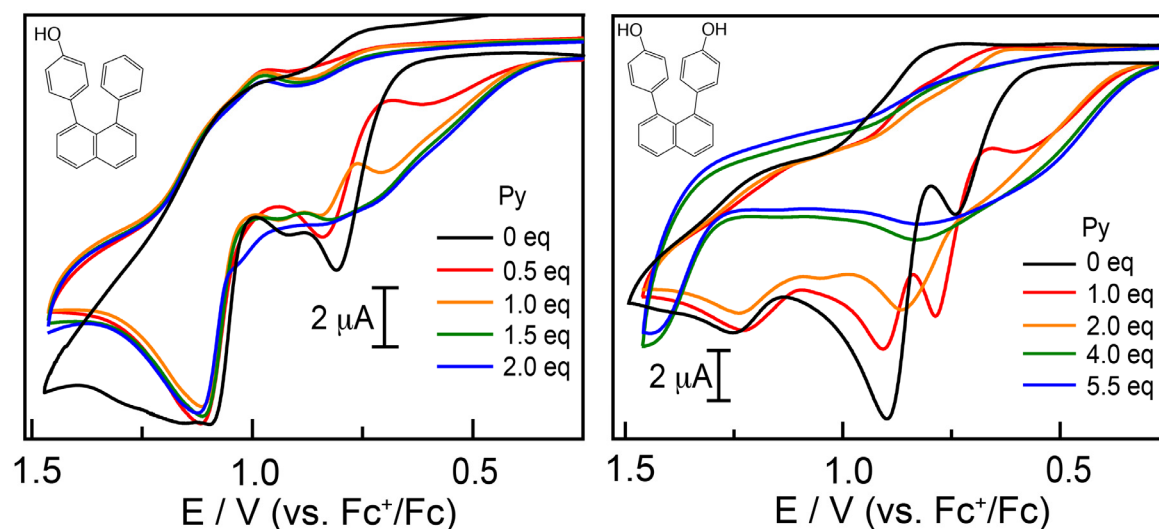 HO
Py
0 eq
0.5 eq
1.0 eq
1.5 eq
2.0 eq
2 μA
1.5
1.0
0.5
E / V (vs. Fc⁺/Fc)
HO
OH
Py
0 eq
1.0 eq
2.0 eq
4.0 eq
5.5 eq
2 μA
1.5
1.0
0.5
E / V (vs. Fc⁺/Fc)